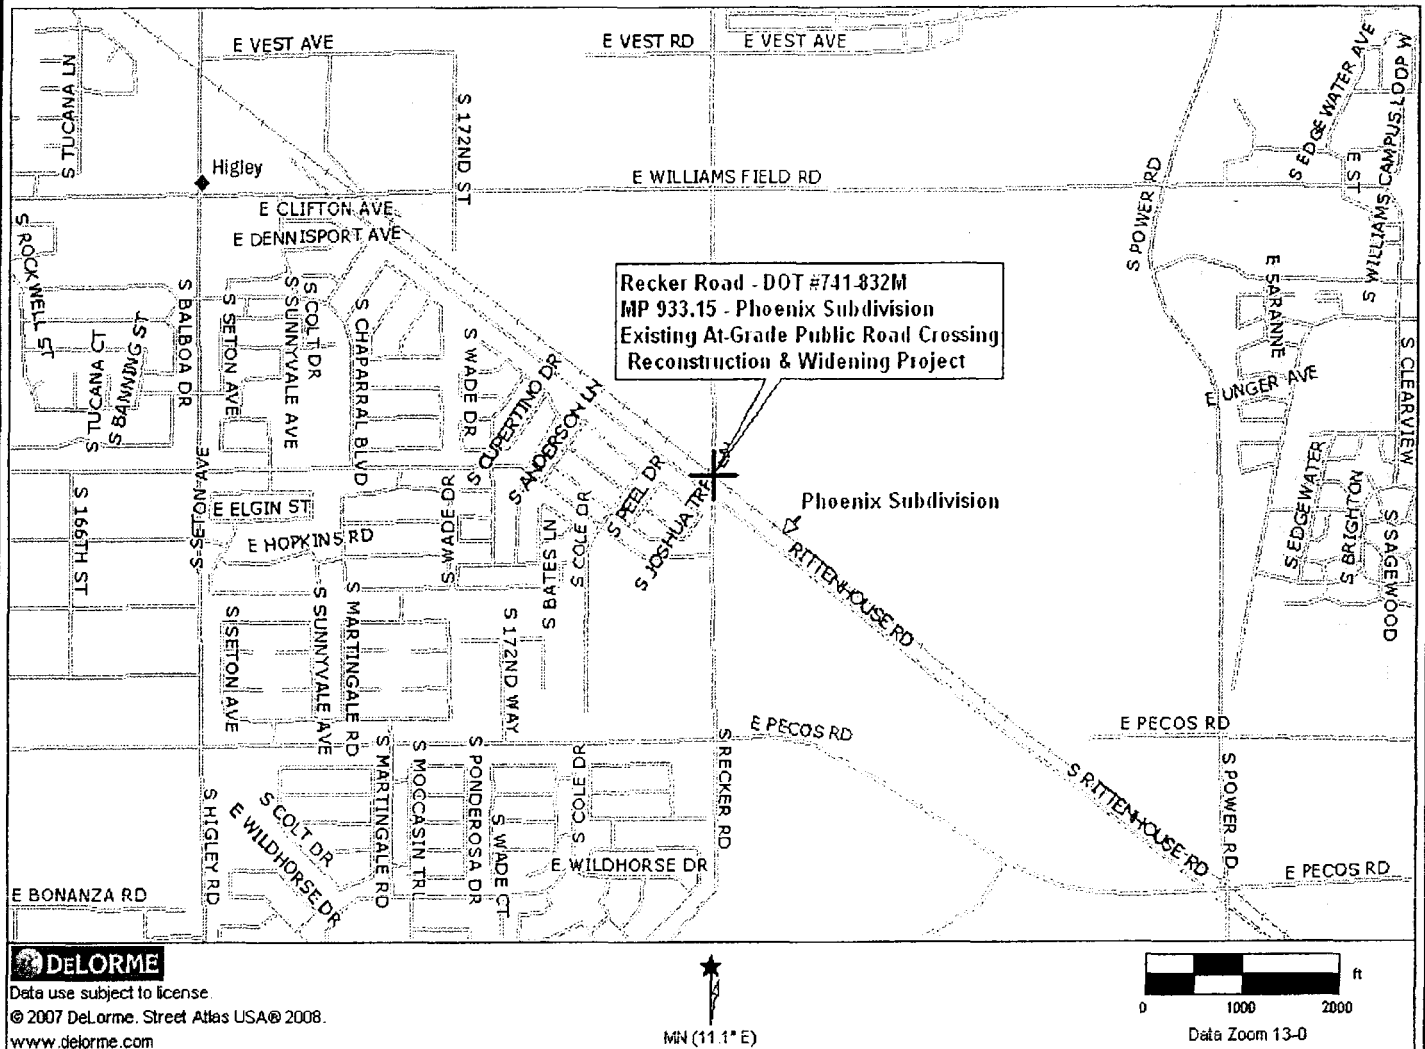 E VEST AVE
E VEST RD
E VEST AVE
S TUCANA LN
S 172ND ST
S EDGEWATER AVE
S WILLIAMS CAMPUS LOOP W
E ST
Higley
E WILLIAMS FIELD RD
S POWER RD
E CLIFTON AVE
E DENNISPORT AVE
S ROCKWELL ST
S BALBOA DR
S SETON AVE
S SUNNYVALE AVE
S COLT DR
S CHAPARRAL BLVD
S TUCANA CT
S BANNING ST
S WADE DR
S CUPERTINO DR
S ANDERSON LN
Recker Road - DOT #741-832M
MP 933.15 - Phoenix Subdivision
Existing At-Grade Public Road Crossing
Reconstruction & Widening Project
E SARANNE
E UNGER AVE
S CLEARVIEW
S 166TH ST
S SETON AVE
E ELGIN ST
E HOPKINS RD
S WADE DR
S BATES LN
S COLE DR
S PEEL DR
S JOSHUA TREE LN
Phoenix Subdivision
RITTENHOUSE RD
S EDGEWATER
S BRIGHTON
S SAGEWOOD
S SETON AVE
S SUNNYVALE AVE
S MARTINGALE RD
S 172ND WAY
E PECOS RD
E PECOS RD
S HIGLEY RD
S COLT DR
E WILDHORSE DR
S MARTINGALE RD
S MOCCASIN TRL
S PONDEROSA DR
S WADE CT
S COLE DR
E WILDHORSE DR
S RECKER RD
S RITTENHOUSE RD
S POWER RD
E PECOS RD
E BONANZA RD
DELORME
Data use subject to license.
© 2007 DeLorme. Street Atlas USA® 2008.
www.delorme.com
MN (11.1° E)
ft
0 1000 2000
Data Zoom 13-0